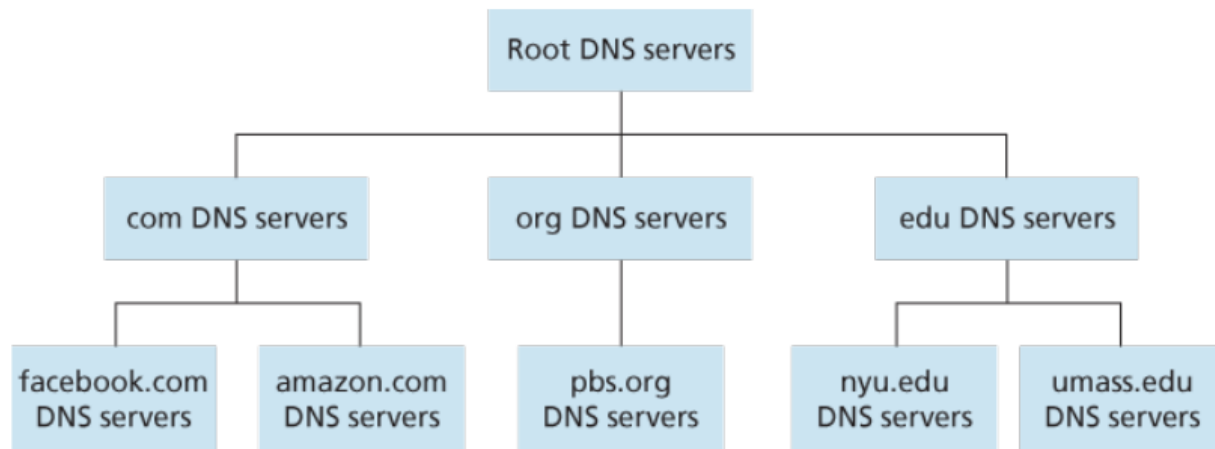 Root DNS servers
com DNS servers
org DNS servers
edu DNS servers
facebook.com
DNS servers
amazon.com
DNS servers
pbs.org
DNS servers
nyu.edu
DNS servers
umass.edu
DNS servers